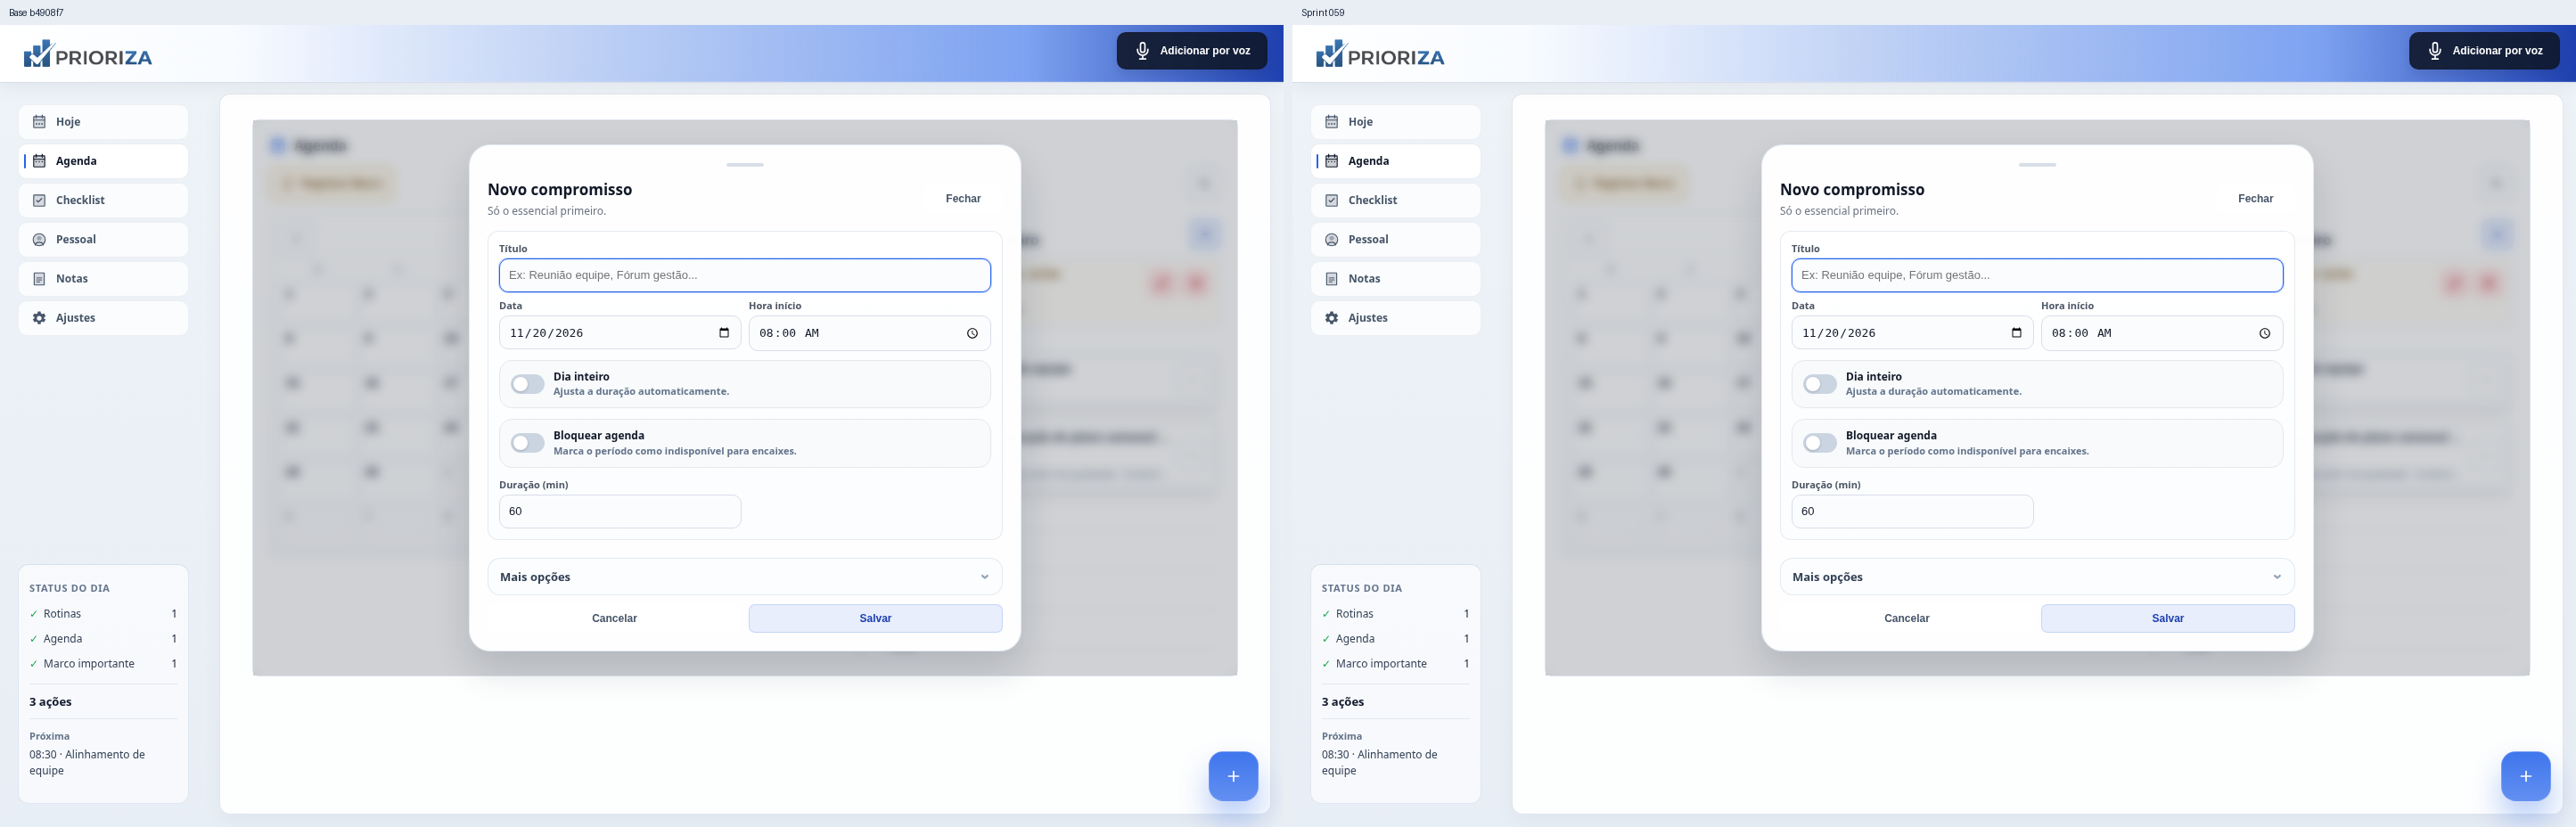 Base b4908f7
PRIORIZA
Adicionar por voz
Hoje
Agenda
Checklist
Pessoal
Notas
Ajustes
STATUS DO DIA
✓ Rotinas 1
✓ Agenda 1
✓ Marco importante 1
3 ações
Próxima
08:30 · Alinhamento de
equipe
Agenda
Novo compromisso
Só o essencial primeiro.
Fechar
Título
Ex: Reunião equipe, Fórum gestão...
Data
Hora início
11/20/2026
08:00 AM
Dia inteiro
Ajusta a duração automaticamente.
Bloquear agenda
Marca o período como indisponível para encaixes.
Duração (min)
60
Mais opções
Cancelar
Salvar
+
Sprint 059
PRIORIZA
Adicionar por voz
Hoje
Agenda
Checklist
Pessoal
Notas
Ajustes
STATUS DO DIA
✓ Rotinas 1
✓ Agenda 1
✓ Marco importante 1
3 ações
Próxima
08:30 · Alinhamento de
equipe
Agenda
Novo compromisso
Só o essencial primeiro.
Fechar
Título
Ex: Reunião equipe, Fórum gestão...
Data
Hora início
11/20/2026
08:00 AM
Dia inteiro
Ajusta a duração automaticamente.
Bloquear agenda
Marca o período como indisponível para encaixes.
Duração (min)
60
Mais opções
Cancelar
Salvar
+